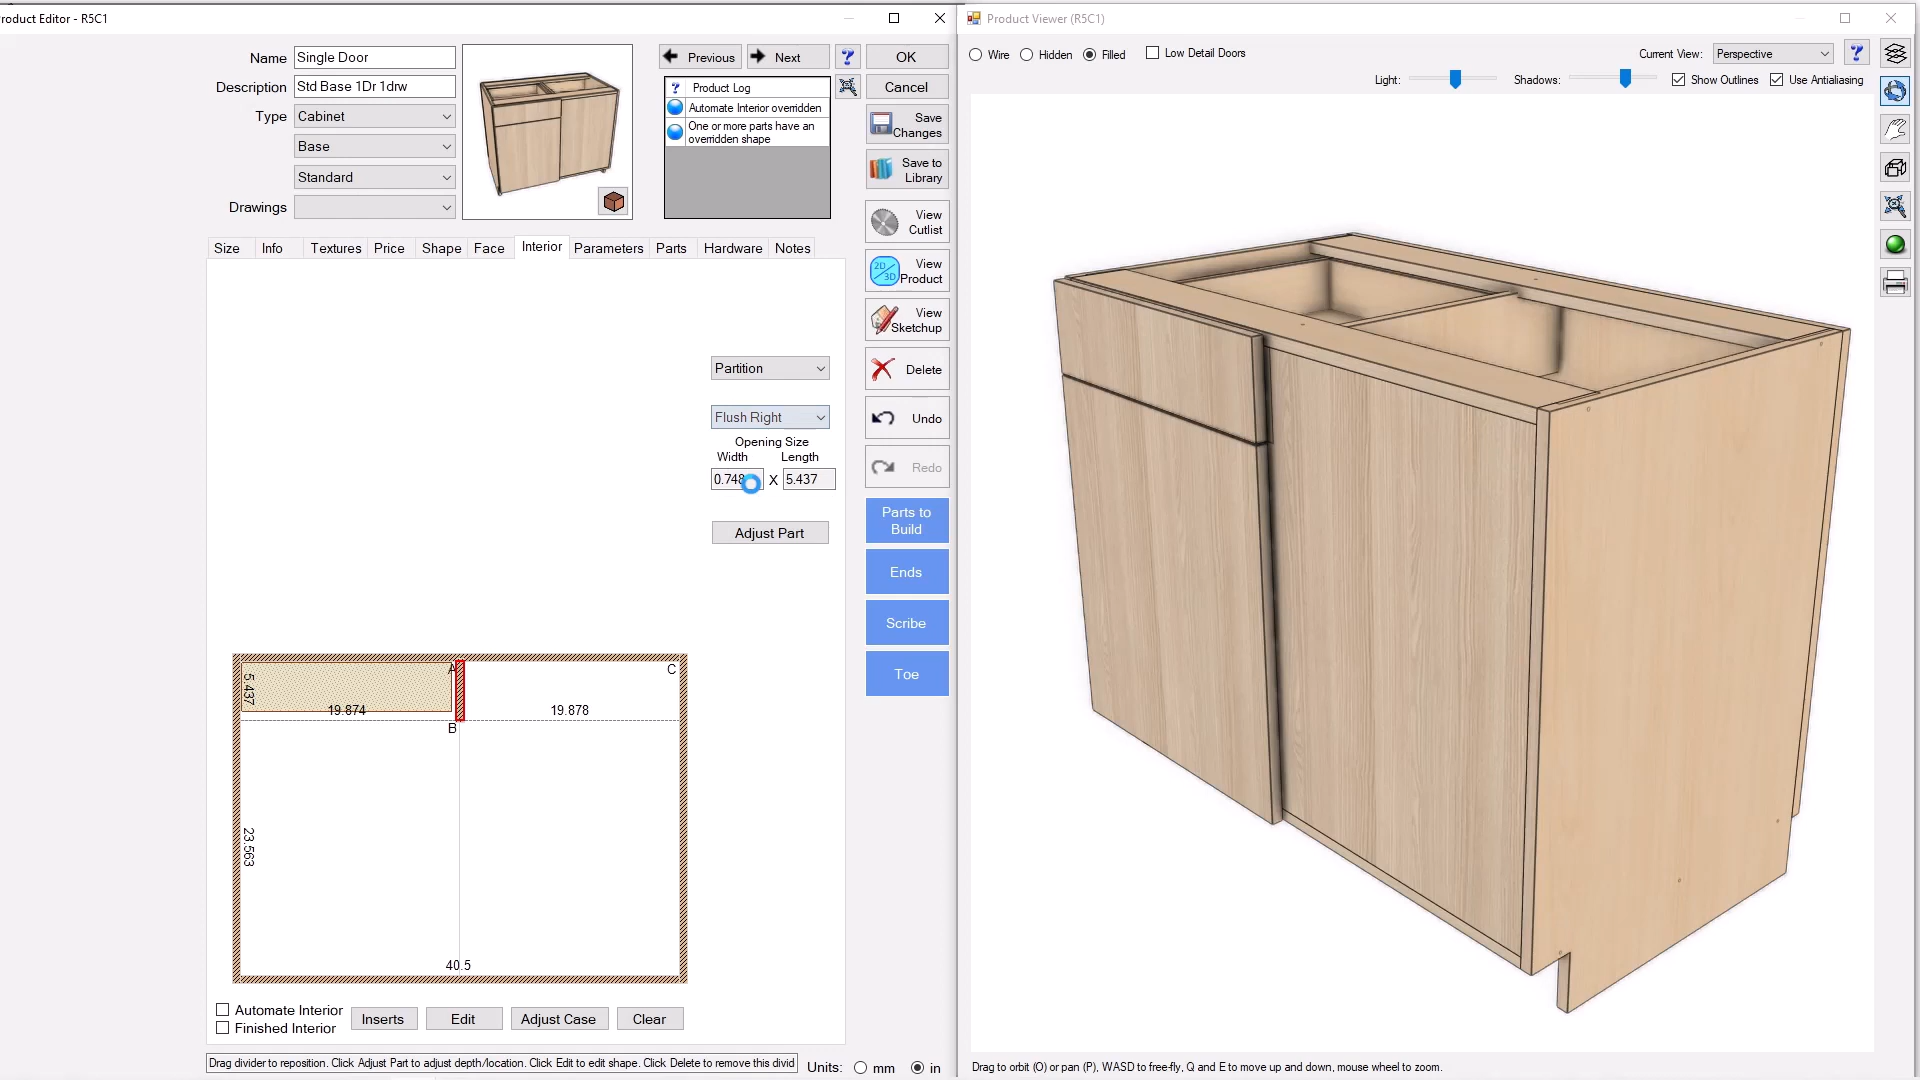 roduct Editor - R5C1
Name
Single Door
Description
Std Base 1Dr 1drw
Type
Cabinet
Base
Standard
Drawings
Previous
Next
?
OK
? Product Log
Automate Interior overridden
One or more parts have an
overridden shape
Cancel
Save
Changes
Save to
Library
View
Cutlist
2D
3D
View
Product
View
Sketchup
Delete
Undo
Redo
Parts to
Build
Ends
Scribe
Toe
Size
Info
Textures
Price
Shape
Face
Interior
Parameters
Parts
Hardware
Notes
Partition
Flush Right
Opening Size
Width
Length
0.748
X
5.437
Adjust Part
5.437
A
C
19.874
19.878
B
23.563
40.5
Automate Interior
Finished Interior
Inserts
Edit
Adjust Case
Clear
Drag divider to reposition. Click Adjust Part to adjust depth/location. Click Edit to edit shape. Click Delete to remove this divid
Units:
mm
in
Product Viewer (R5C1)
Wire
Hidden
Filled
Low Detail Doors
Current View:
Perspective
?
Light:
Shadows:
Show Outlines
Use Antialiasing
Drag to orbit (O) or pan (P), WASD to free-fly, Q and E to move up and down, mouse wheel to zoom.